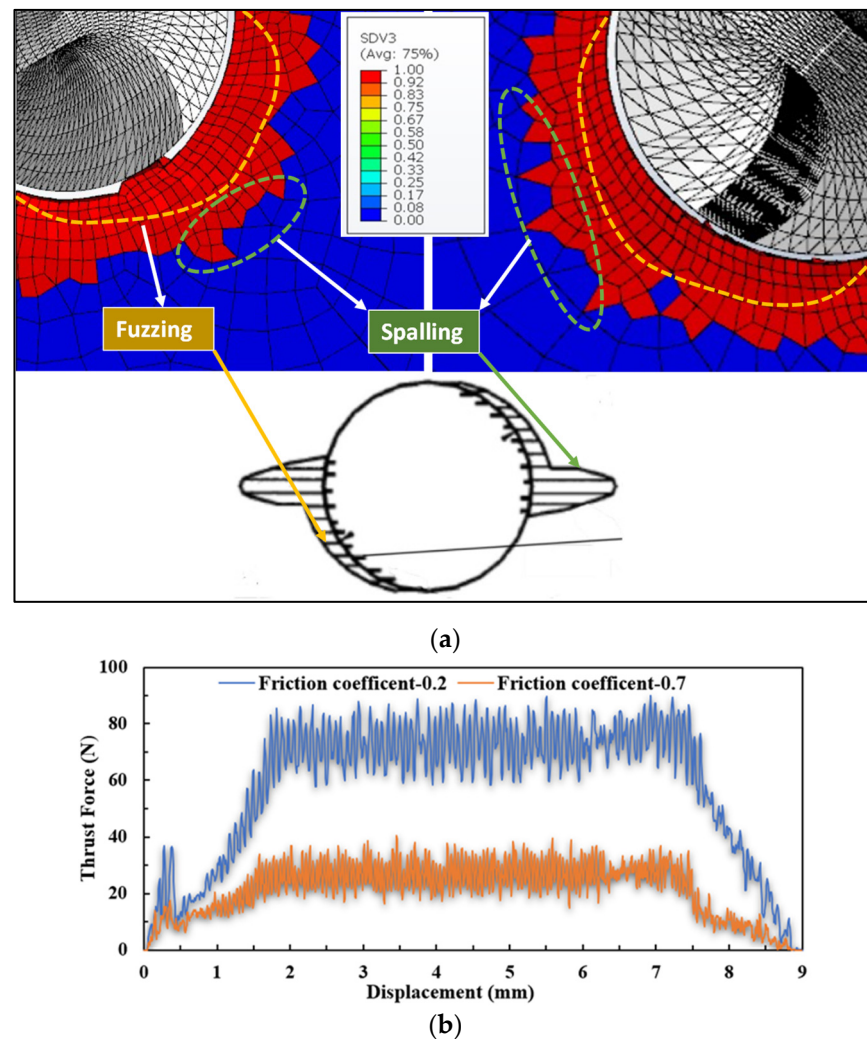 SDV3
(Avg: 75%)
1.00
0.92
0.83
0.75
0.67
0.58
0.50
0.42
0.33
0.25
0.17
0.08
0.00
Fuzzing
Spalling
(a)
Friction coefficent-0.2
Friction coefficent-0.7
Thrust Force (N)
100
80
60
40
20
0
0 1 2 3 4 5 6 7 8 9
Displacement (mm)
(b)